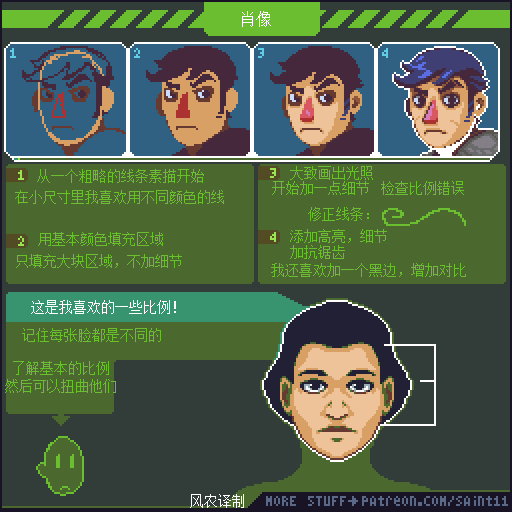 肖像
1
2
3
4
1 从一个粗略的线条素描开始
在小尺寸里我喜欢用不同颜色的线
2 用基本颜色填充区域
只填充大块区域，不加细节
3 大致画出光照
开始加一点细节 检查比例错误
修正线条：
4 添加高亮，细节
加抗锯齿
我还喜欢加一个黑边，增加对比
这是我喜欢的一些比例！
记住每张脸都是不同的
了解基本的比例
然后可以扭曲他们
风农译制
MORE STUFF→PATREON.COM/SAINT11